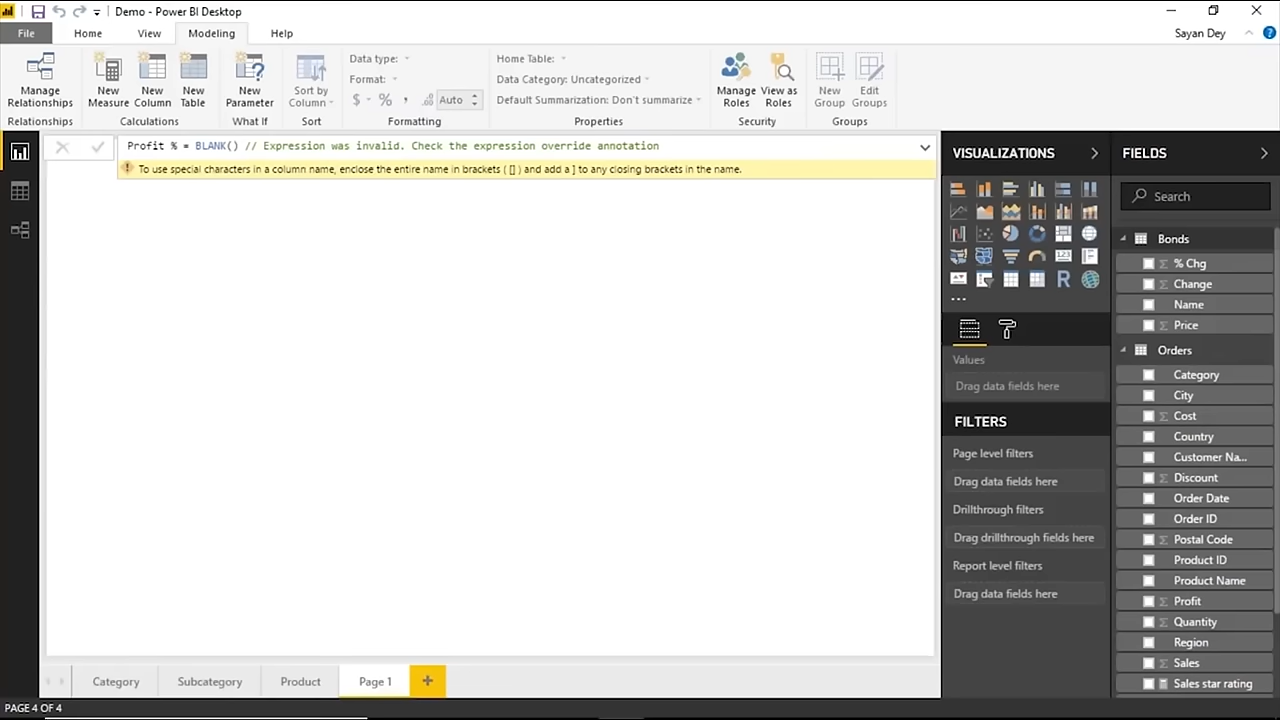 Demo - Power BI Desktop
File Home View Modeling Help Sayan Dey
Manage Relationships
New Measure
New Column
New Table
New Parameter
Sort by Column
Data type:
Format:
$ % , .00 Auto
Home Table:
Data Category: Uncategorized
Default Summarization: Don't summarize
Manage Roles
View as Roles
New Group
Edit Groups
Relationships Calculations What If Sort Formatting Properties Security Groups
Profit % = BLANK() // Expression was invalid. Check the expression override annotation
To use special characters in a column name, enclose the entire name in brackets ( [] ) and add a ] to any closing brackets in the name.
VISUALIZATIONS
R
Values
Drag data fields here
FILTERS
Page level filters
Drag data fields here
Drillthrough filters
Drag drillthrough fields here
Report level filters
Drag data fields here
FIELDS
Search
Bonds
% Chg
Change
Name
Price
Orders
Category
City
Cost
Country
Customer Na...
Discount
Order Date
Order ID
Postal Code
Product ID
Product Name
Profit
Quantity
Region
Sales
Sales star rating
Category Subcategory Product Page 1 +
PAGE 4 OF 4